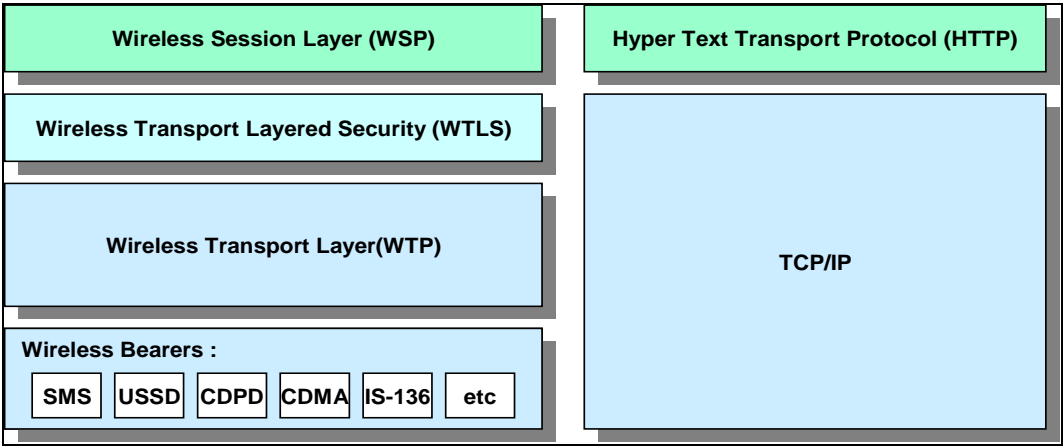 Wireless Session Layer (WSP)
Hyper Text Transport Protocol (HTTP)
Wireless Transport Layered Security (WTLS)
Wireless Transport Layer(WTP)
TCP/IP
Wireless Bearers :
SMS USSD CDPD CDMA IS-136 etc